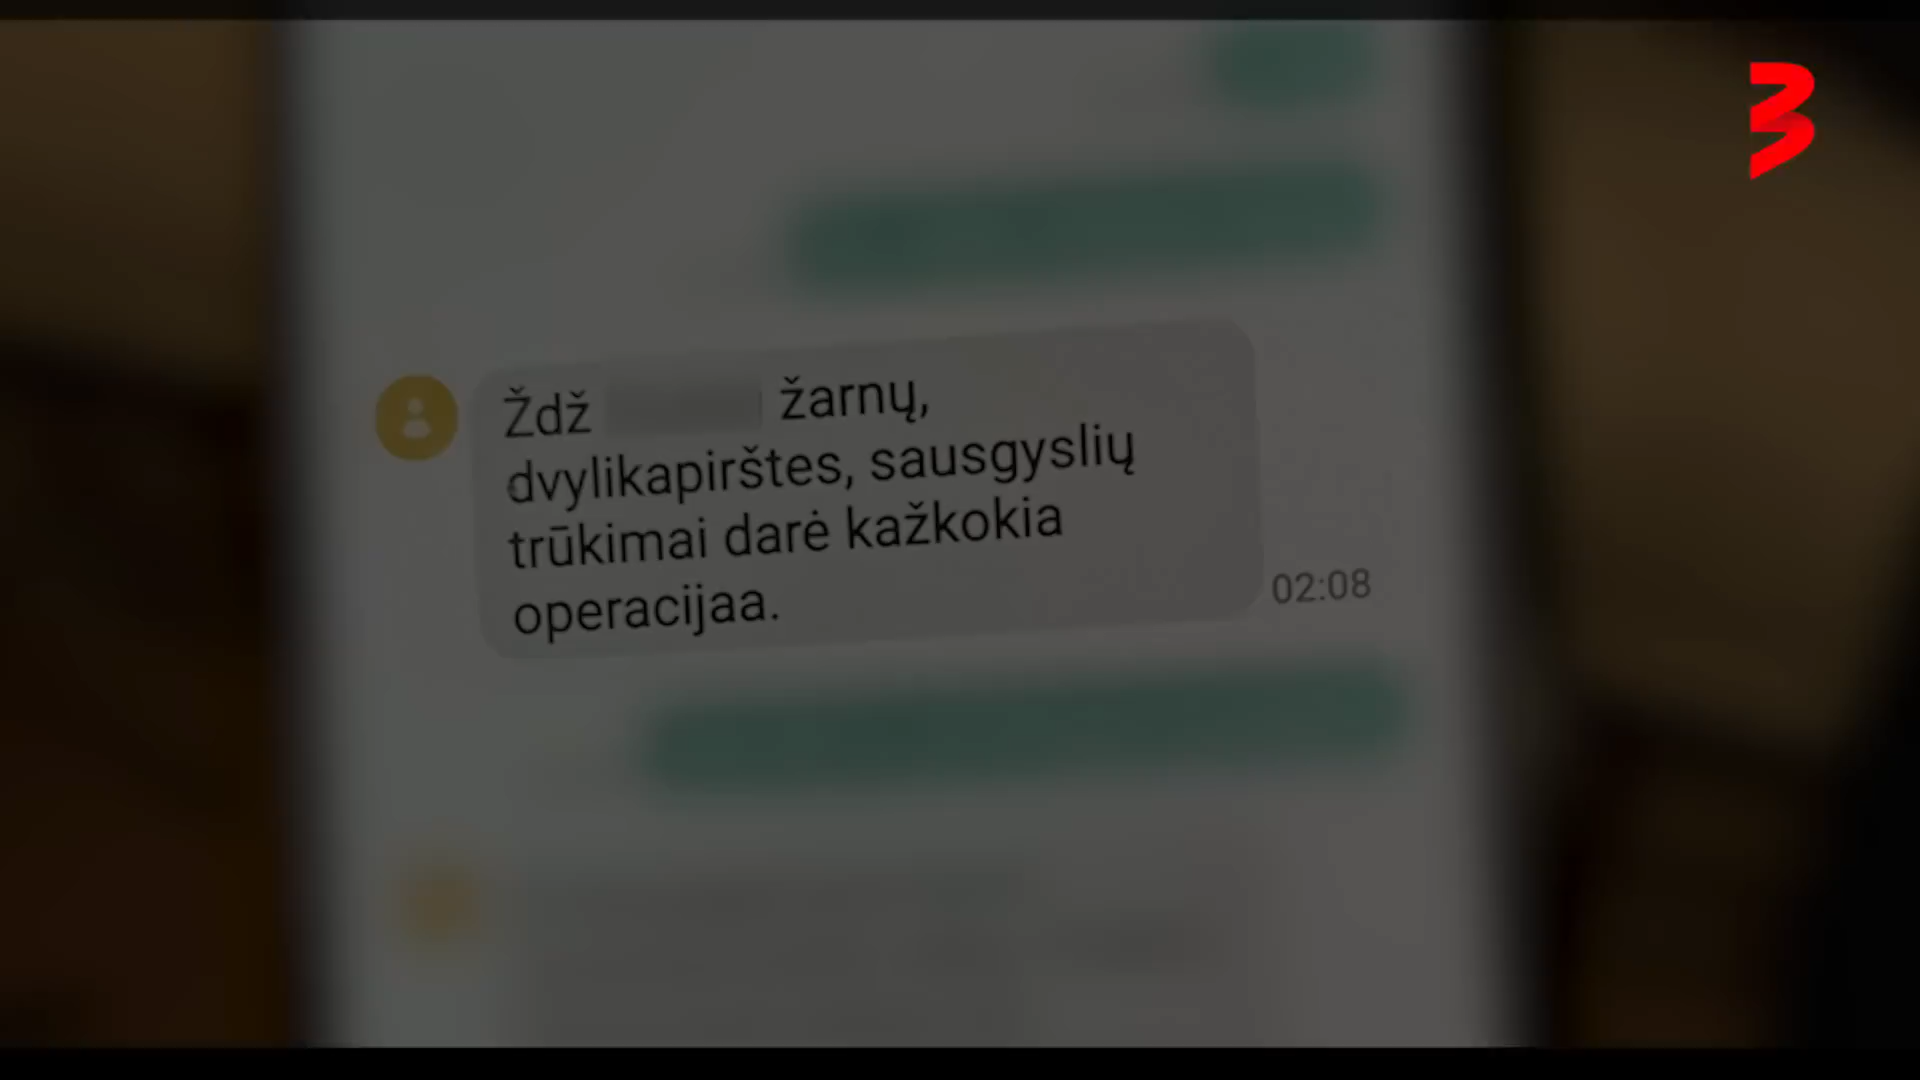 Ždž žarnų,
dvylikapirštes, sausgyslių
trūkimai darė kažkokia
operacijaa.
02:08